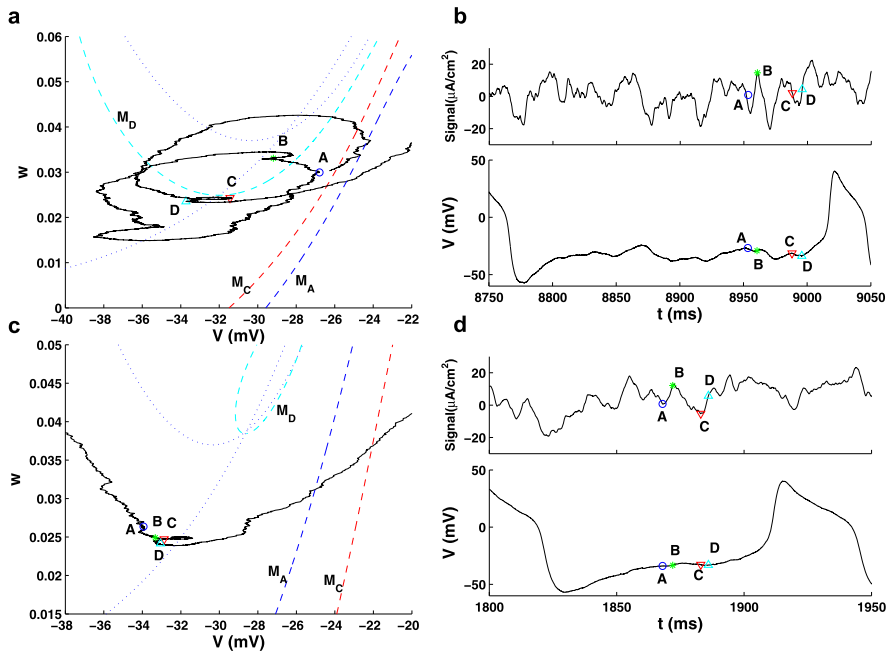 a
0.06
0.05
0.04
0.03
0.02
0.01
0
w
−40
−38
−36
−34
−32
−30
−28
−26
−24
−22
V (mV)
M_D
B
A
C
D
M_C
M_A
b
20
0
−20
Signal(μA/cm²)
A
B
C
D
50
0
−50
V (mV)
A
B
C
D
8750
8800
8850
8900
8950
9000
9050
t (ms)
c
0.05
0.045
0.04
0.035
0.03
0.025
0.02
0.015
w
−38
−36
−34
−32
−30
−28
−26
−24
−22
−20
V (mV)
M_D
A
B
C
D
M_A
M_C
d
20
0
−20
Signal(μA/cm²)
A
B
C
D
50
0
−50
V (mV)
A
B
C
D
1800
1850
1900
1950
t (ms)